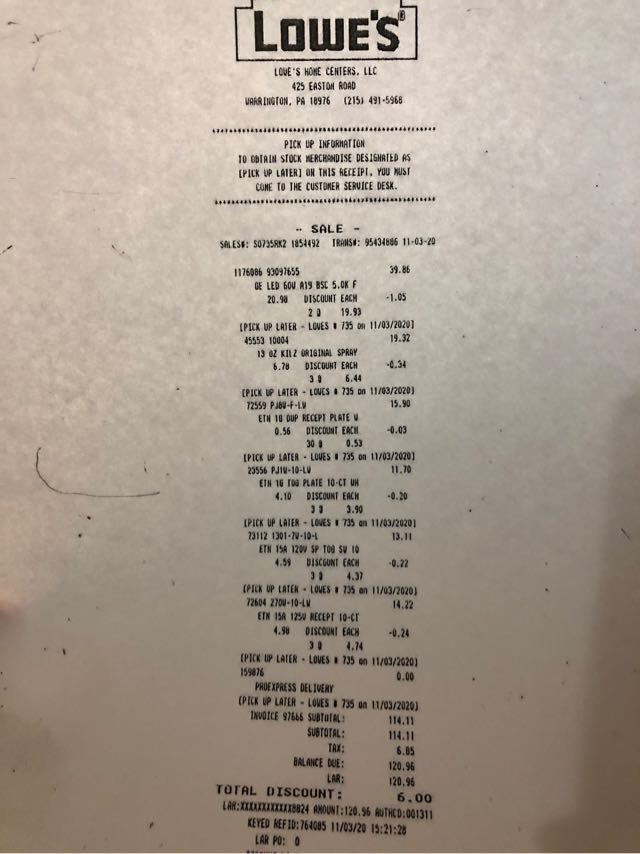 LOWE'S®
LOWE'S HOME CENTERS, LLC
425 EASTON ROAD
WARRINGTON, PA 18976 (215) 491-5968
PICK UP INFORMATION
TO OBTAIN STOCK MERCHANDISE DESIGNATED AS
[PICK UP LATER] ON THIS RECEIPT, YOU MUST
COME TO THE CUSTOMER SERVICE DESK.
- SALE -
SALES#: SO735RK2 1854492 TRANS#: 95434886 11-03-20
1176086 93097655 39.86
GE LED 60W A19 BSC 5.0K F
20.98 DISCOUNT EACH -1.05
2 @ 19.93
[PICK UP LATER - LOWES # 735 on 11/03/2020]
45553 10004 19.32
13 OZ KILZ ORIGINAL SPRAY
6.78 DISCOUNT EACH -0.34
3 @ 6.44
[PICK UP LATER - LOWES # 735 on 11/03/2020]
72559 PJ8W-F-LW 15.90
ETN 1G DUP RECEPT PLATE W
0.56 DISCOUNT EACH -0.03
30 @ 0.53
[PICK UP LATER - LOWES # 735 on 11/03/2020]
23556 PJ1W-10-LW 11.70
ETN 1G TOG PLATE 10-CT WH
4.10 DISCOUNT EACH -0.20
3 @ 3.90
[PICK UP LATER - LOWES # 735 on 11/03/2020]
73112 1301-7W-10-L 13.11
ETN 15A 120V SP TOG SW 10
4.59 DISCOUNT EACH -0.22
3 @ 4.37
[PICK UP LATER - LOWES # 735 on 11/03/2020]
72604 270W-10-LW 14.22
ETN 15A 125V RECEPT 10-CT
4.98 DISCOUNT EACH -0.24
3 @ 4.74
[PICK UP LATER - LOWES # 735 on 11/03/2020]
159876 0.00
PROEXPRESS DELIVERY
[PICK UP LATER - LOWES # 735 on 11/03/2020]
INVOICE 97666 SUBTOTAL: 114.11
SUBTOTAL: 114.11
TAX: 6.85
BALANCE DUE: 120.96
LAR: 120.96
TOTAL DISCOUNT: 6.00
LAR:XXXXXXXXXXXX8824 AMOUNT:120.96 AUTHCD:001311
KEYED REFID:764085 11/03/20 15:21:28
LAR PO: 0